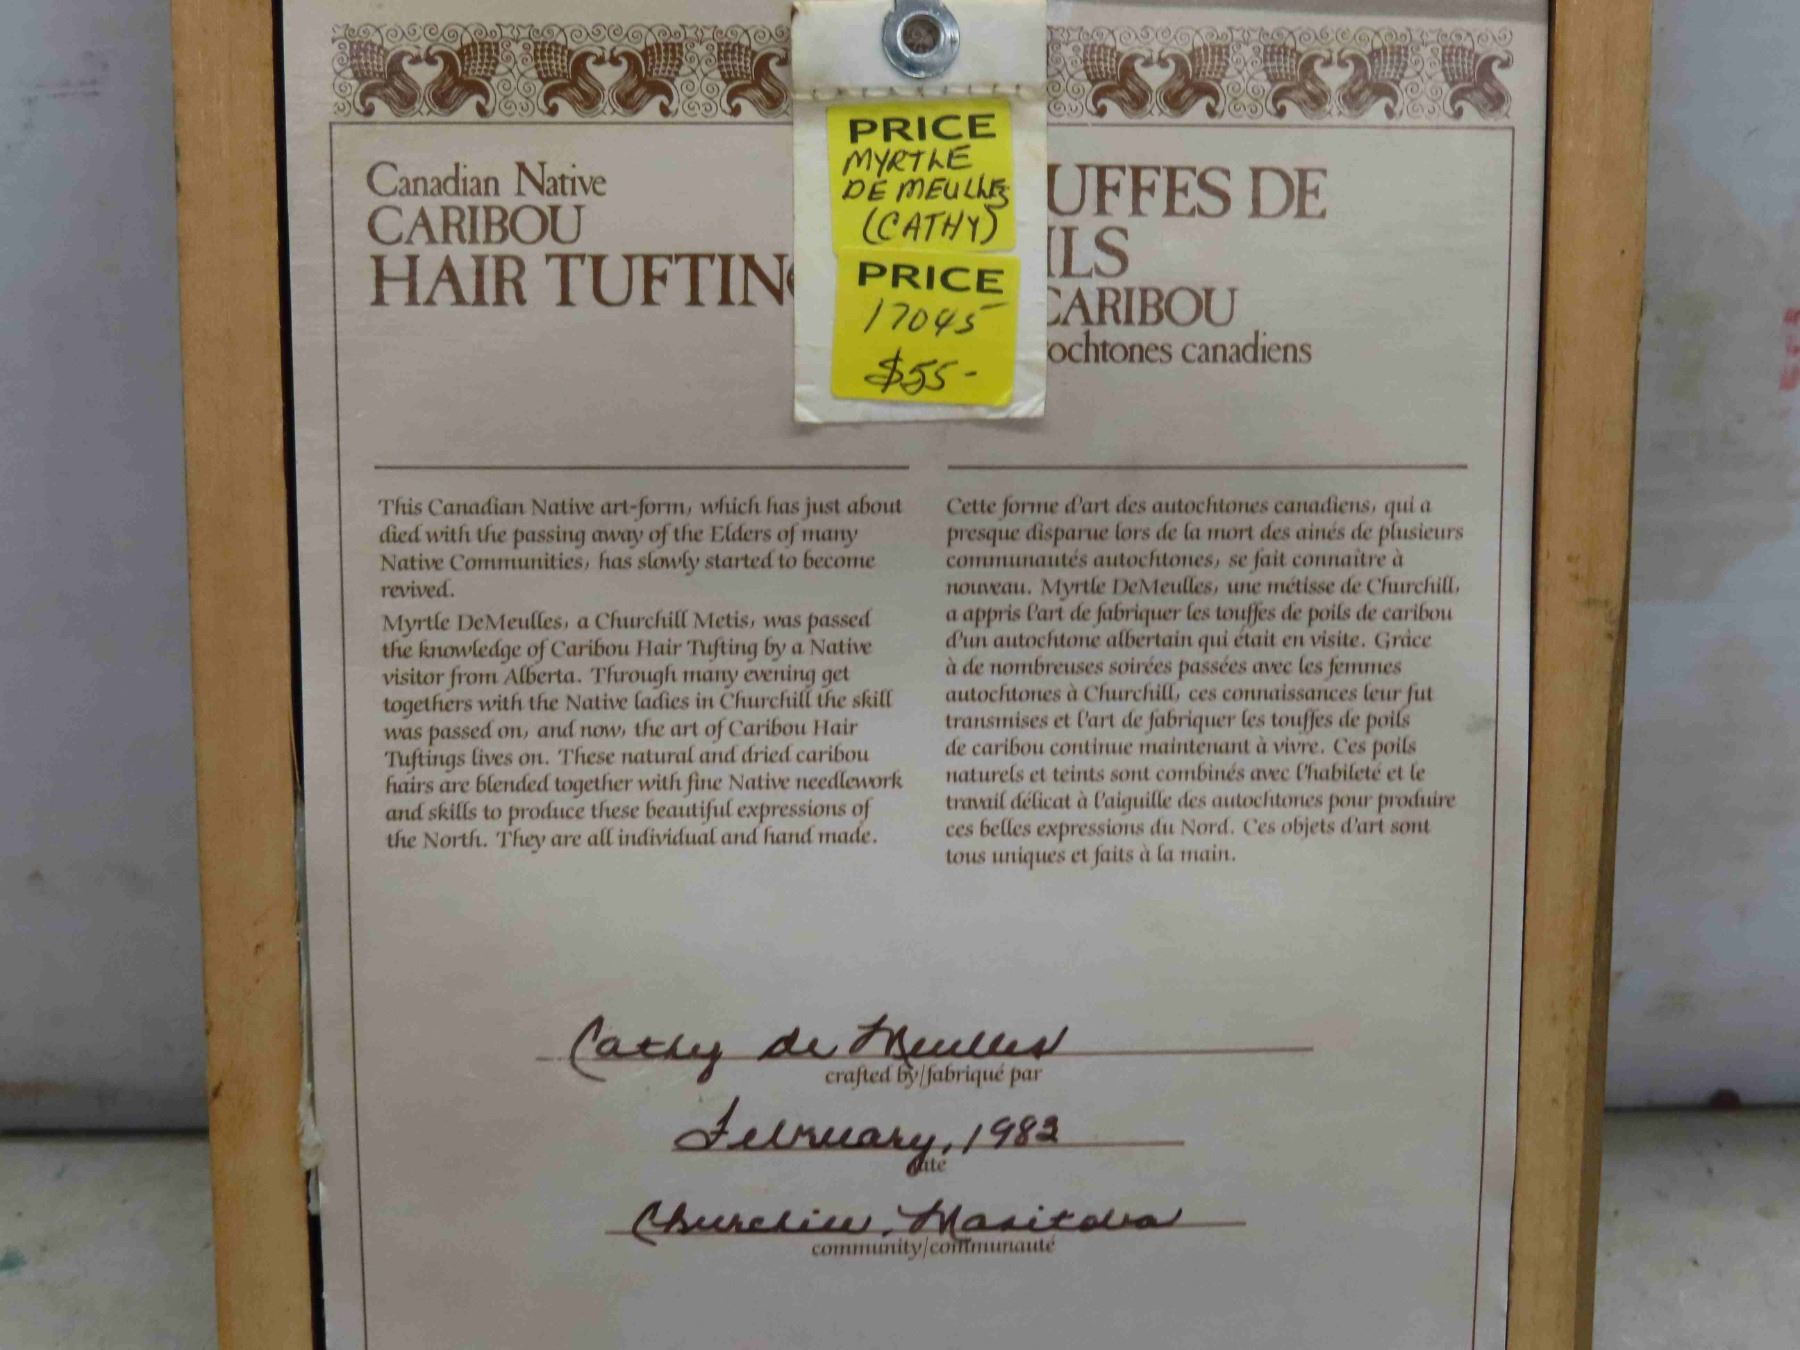 PRICE
MYRTLE
DE MEULLES
(CATHY)
PRICE
17045
$55-
Canadian Native
CARIBOU
HAIR TUFTING
UFFES DE
ILS
CARIBOU
ochtones canadiens
This Canadian Native art-form, which has just about
died with the passing away of the Elders of many
Native Communities, has slowly started to become
revived.
Myrtle DeMeulles, a Churchill Metis, was passed
the knowledge of Caribou Hair Tufting by a Native
visitor from Alberta. Through many evening get
togethers with the Native ladies in Churchill the skill
was passed on, and now, the art of Caribou Hair
Tuftings lives on. These natural and dried caribou
hairs are blended together with fine Native needlework
and skills to produce these beautiful expressions of
the North. They are all individual and hand made.
Cette forme d'art des autochtones canadiens, qui a
presque disparue lors de la mort des ainés de plusieurs
communautés autochtones, se fait connaître à
nouveau. Myrtle DeMeulles, une métisse de Churchill,
a appris l'art de fabriquer les touffes de poils de caribou
d'un autochtone albertain qui était en visite. Grâce
à de nombreuses soirées passées avec les femmes
autochtones à Churchill, ces connaissances leur fut
transmises et l'art de fabriquer les touffes de poils
de caribou continue maintenant à vivre. Ces poils
naturels et teints sont combinés avec l'habileté et le
travail délicat à l'aiguille des autochtones pour produire
ces belles expressions du Nord. Ces objets d'art sont
tous uniques et faits à la main.
Cathy de Meulles
crafted by/fabriqué par
February, 1983
date
Churchill, Manitoba
community/communauté